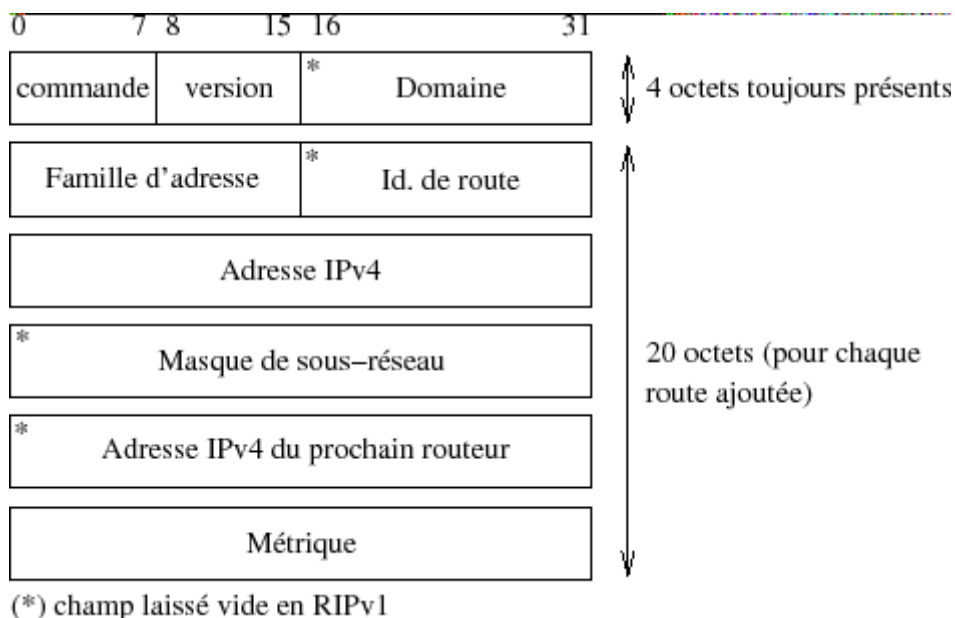 0 7 8 15 16 31
commande version * Domaine
4 octets toujours présents
Famille d'adresse * Id. de route
Adresse IPv4
* Masque de sous-réseau
20 octets (pour chaque
route ajoutée)
* Adresse IPv4 du prochain routeur
Métrique
(*) champ laissé vide en RIPv1